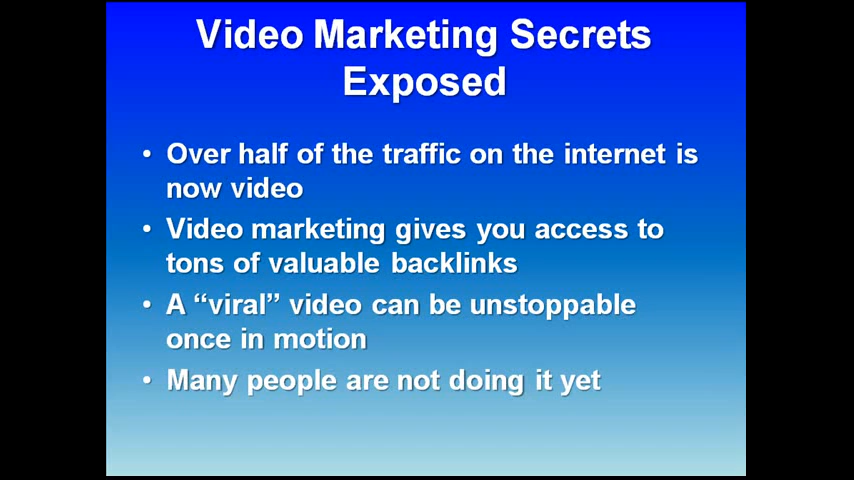 Video Marketing Secrets
Exposed
• Over half of the traffic on the internet is
now video
• Video marketing gives you access to
tons of valuable backlinks
• A “viral” video can be unstoppable
once in motion
• Many people are not doing it yet